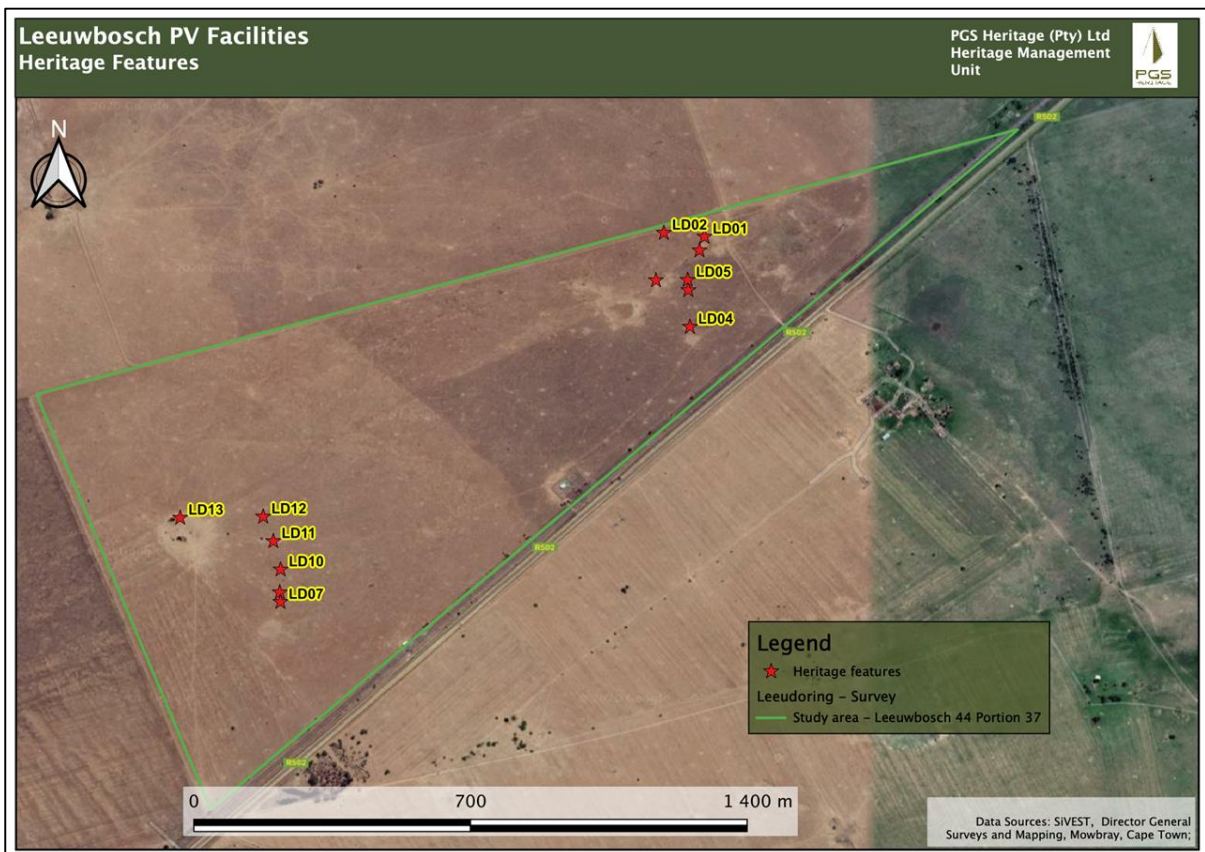 Leeuwbosch PV Facilities
Heritage Features
PGS Heritage (Pty) Ltd
Heritage Management
Unit
PGS
HERITAGE
N
R502
LD02
LD01
LD05
LD04
R502
LD13
LD12
LD11
LD10
LD07
R502
R502
Legend
Heritage features
Leeudoring - Survey
Study area - Leeuwbosch 44 Portion 37
0 700 1 400 m
Data Sources: SiVEST, Director General
Surveys and Mapping, Mowbray, Cape Town;